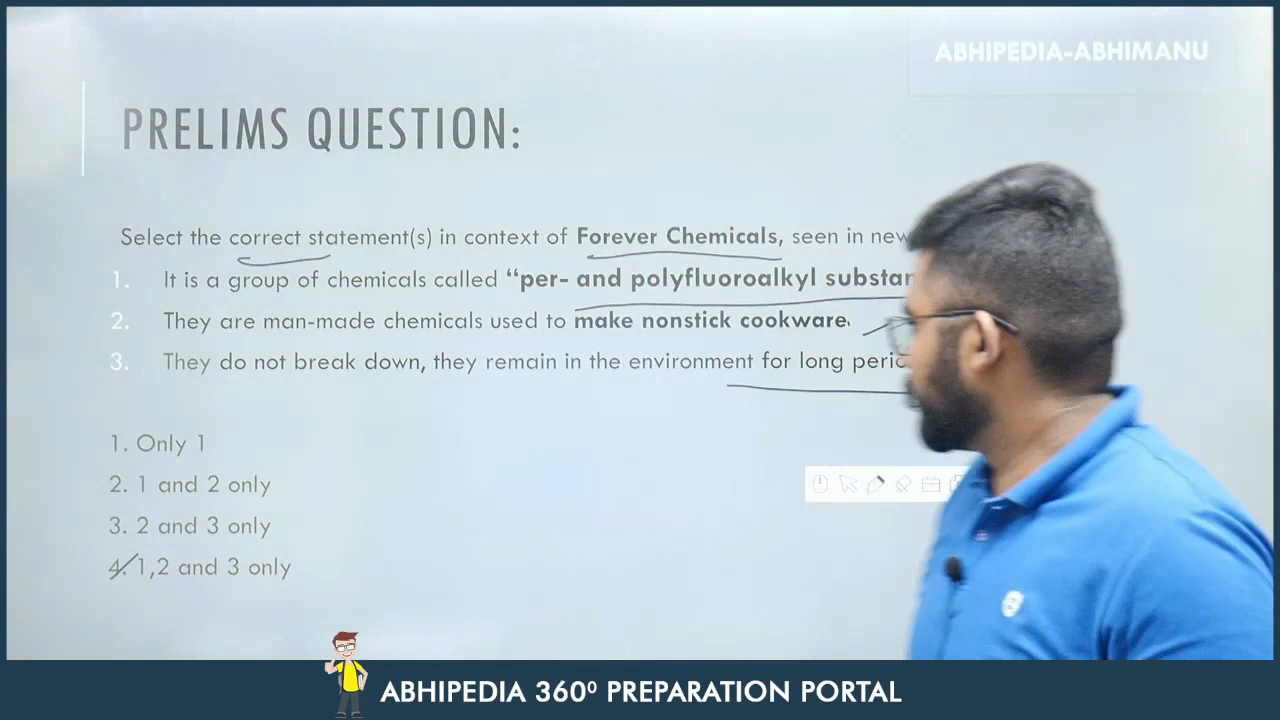 ABHIPEDIA-ABHIMANU
PRELIMS QUESTION:
Select the correct statement(s) in context of Forever Chemicals, seen in
1. It is a group of chemicals called “per- and polyfluoroalkyl
2. They are man-made chemicals used to make nonstick cookware.
3. They do not break down, they remain in the environment for long
1. Only 1
2. 1 and 2 only
3. 2 and 3 only
4. 1,2 and 3 only
ABHIPEDIA 360⁰ PREPARATION PORTAL